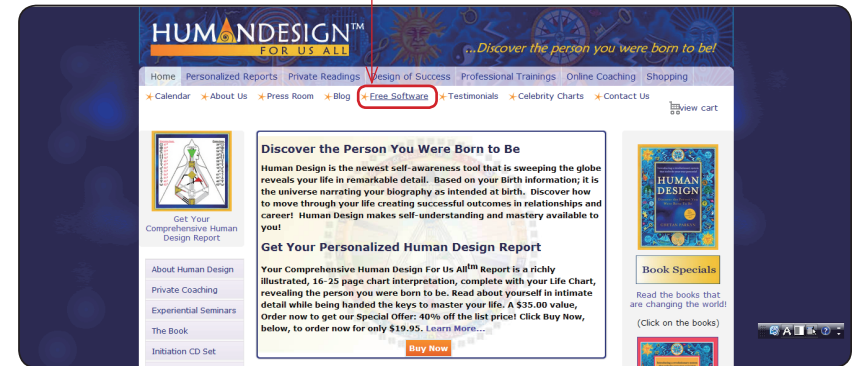 HUMANDESIGN™
FOR US ALL
...Discover the person you were born to be!
Home Personalized Reports Private Readings Design of Success Professional Trainings Online Coaching Shopping
Calendar About Us Press Room Blog Free Software Testimonials Celebrity Charts Contact Us
view cart
Get Your
Comprehensive Human
Design Report
About Human Design
Private Coaching
Experiential Seminars
The Book
Initiation CD Set
Discover the Person You Were Born to Be
Human Design is the newest self-awareness tool that is sweeping the globe
reveals your life in remarkable detail. Based on your Birth information; it is
the universe narrating your biography as intended at birth. Discover how
to move through your life creating successful outcomes in relationships and
career! Human Design makes self-understanding and mastery available to
you!
Get Your Personalized Human Design Report
Your Comprehensive Human Design For Us All™ Report is a richly
illustrated, 16-25 page chart interpretation, complete with your Life Chart,
revealing the person you were born to be. Read about yourself in intimate
detail while being handed the keys to master your life. A $35.00 value,
Order now to get our Special Offer: 40% off the list price! Click Buy Now,
below, to order now for only $19.95. Learn More...
Buy Now
HUMAN
DESIGN
Book Specials
Read the books that
are changing the world!
(Click on the books)
A